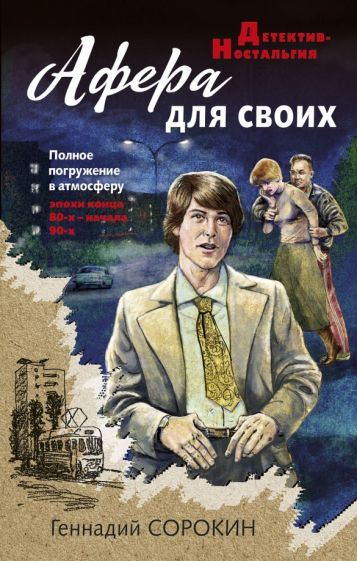 Детектив-
Ностальгия
Афера
для своих
Полное
погружение
в атмосферу
эпохи конца
80-х – начала
90-х
Геннадий СОРОКИН